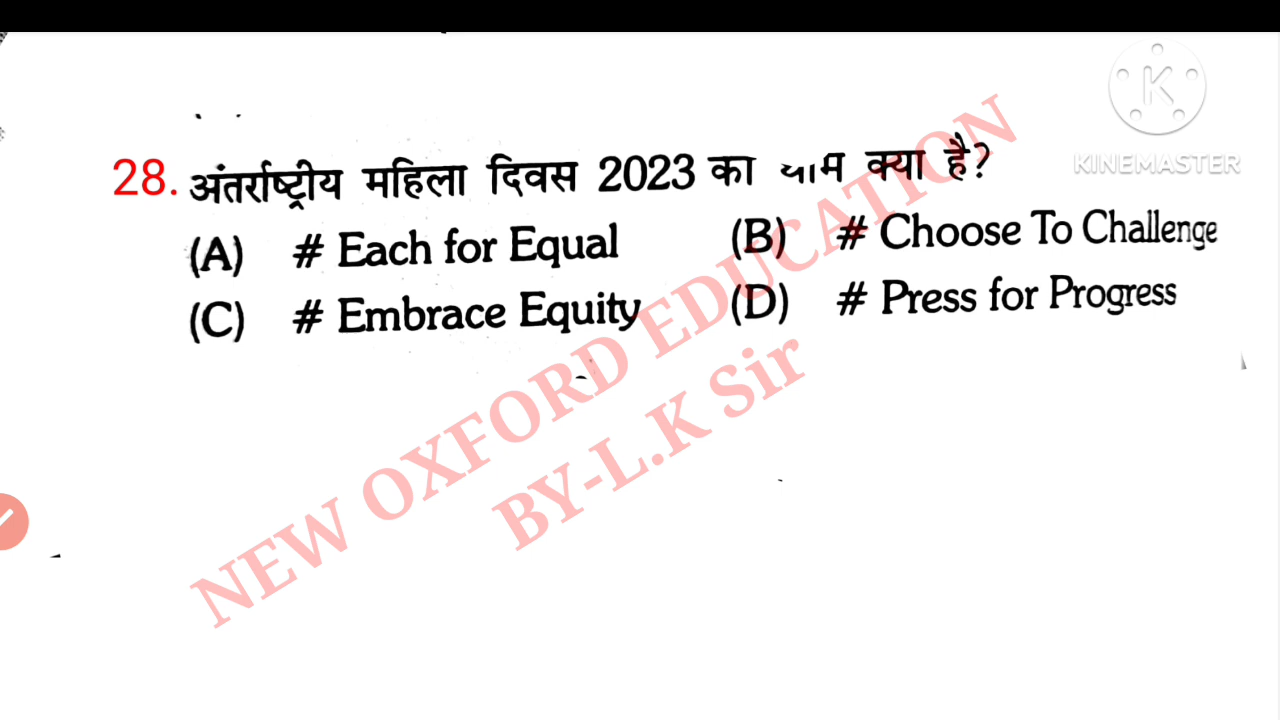 KINEMASTER
28. अंतर्राष्ट्रीय महिला दिवस 2023 का क्या है?
(A) # Each for Equal (B) # Choose To Challenge
(C) # Embrace Equity (D) # Press for Progress
NEW OXFORD EDUCATION
BY-L.K Sir